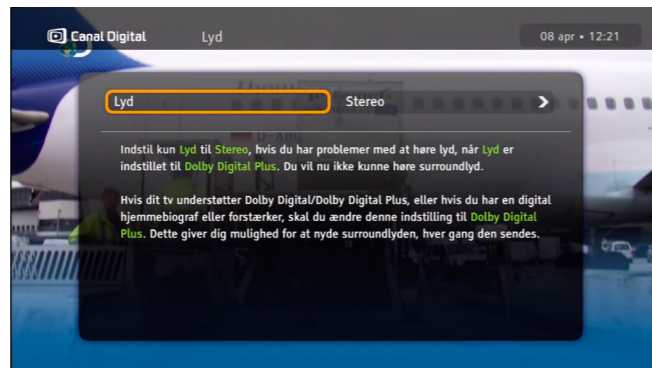 Canal Digital Lyd 08 apr • 12:21
Lyd Stereo
D-ABU
Indstil kun Lyd til Stereo, hvis du har problemer med at høre lyd, når Lyd er
indstillet til Dolby Digital Plus. Du vil nu ikke kunne høre surroundlyd.
Hvis dit tv understøtter Dolby Digital/Dolby Digital Plus, eller hvis du har en digital
hjemmebiograf eller forstærker, skal du ændre denne indstilling til Dolby Digital
Plus. Dette giver dig mulighed for at nyde surroundlyden, hver gang den sendes.